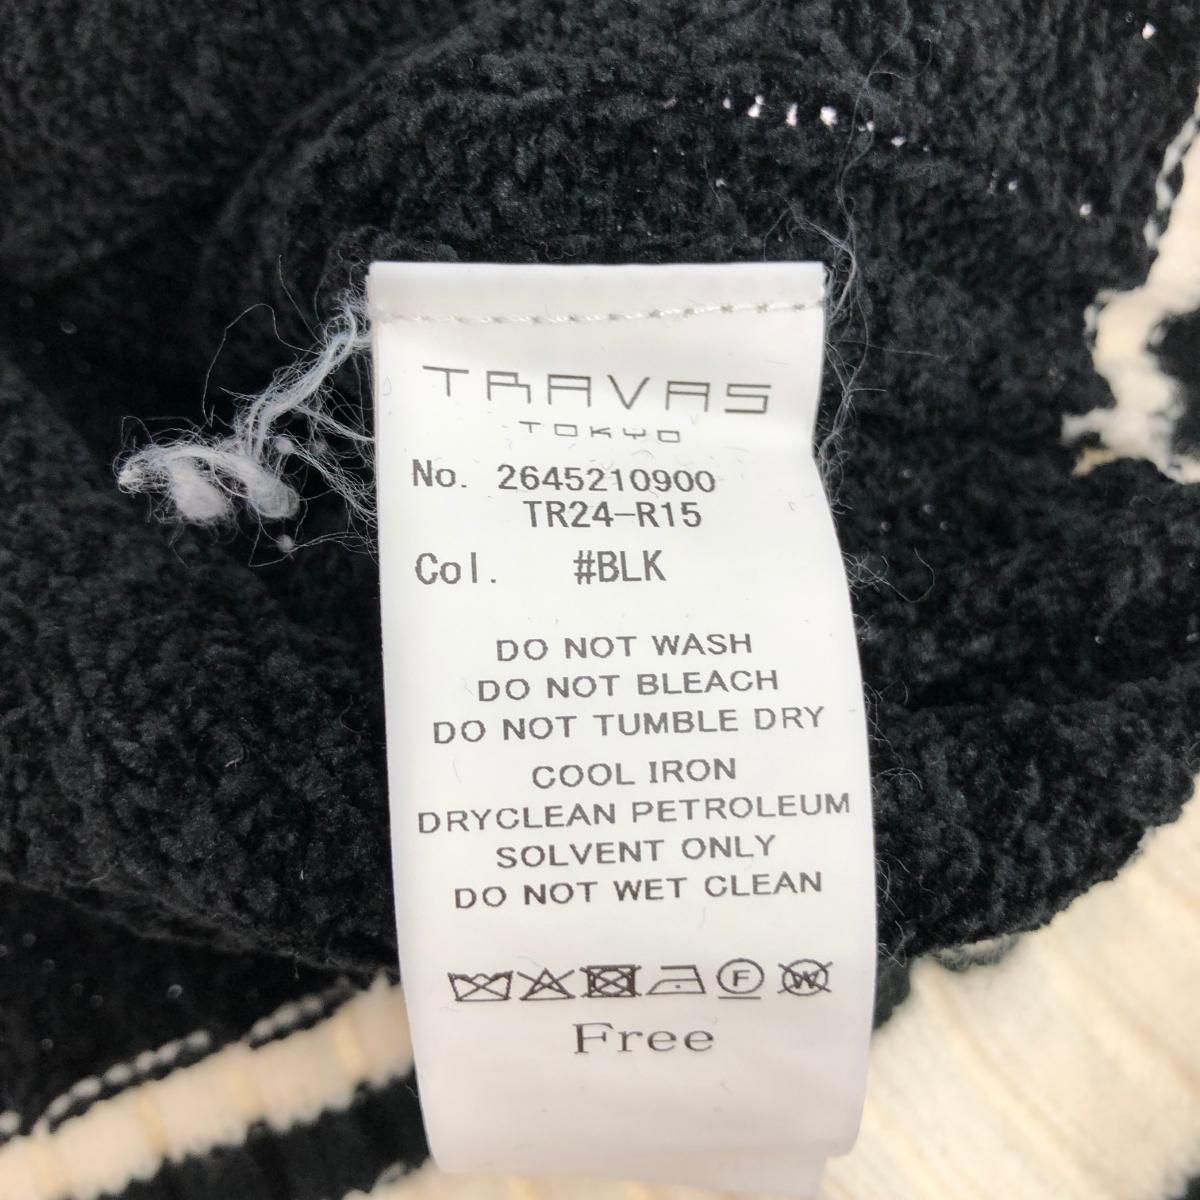 TRAVAS
TOKYO
No. 2645210900
TR24-R15
Col. #BLK
DO NOT WASH
DO NOT BLEACH
DO NOT TUMBLE DRY
COOL IRON
DRYCLEAN PETROLEUM
SOLVENT ONLY
DO NOT WET CLEAN
F W
Free